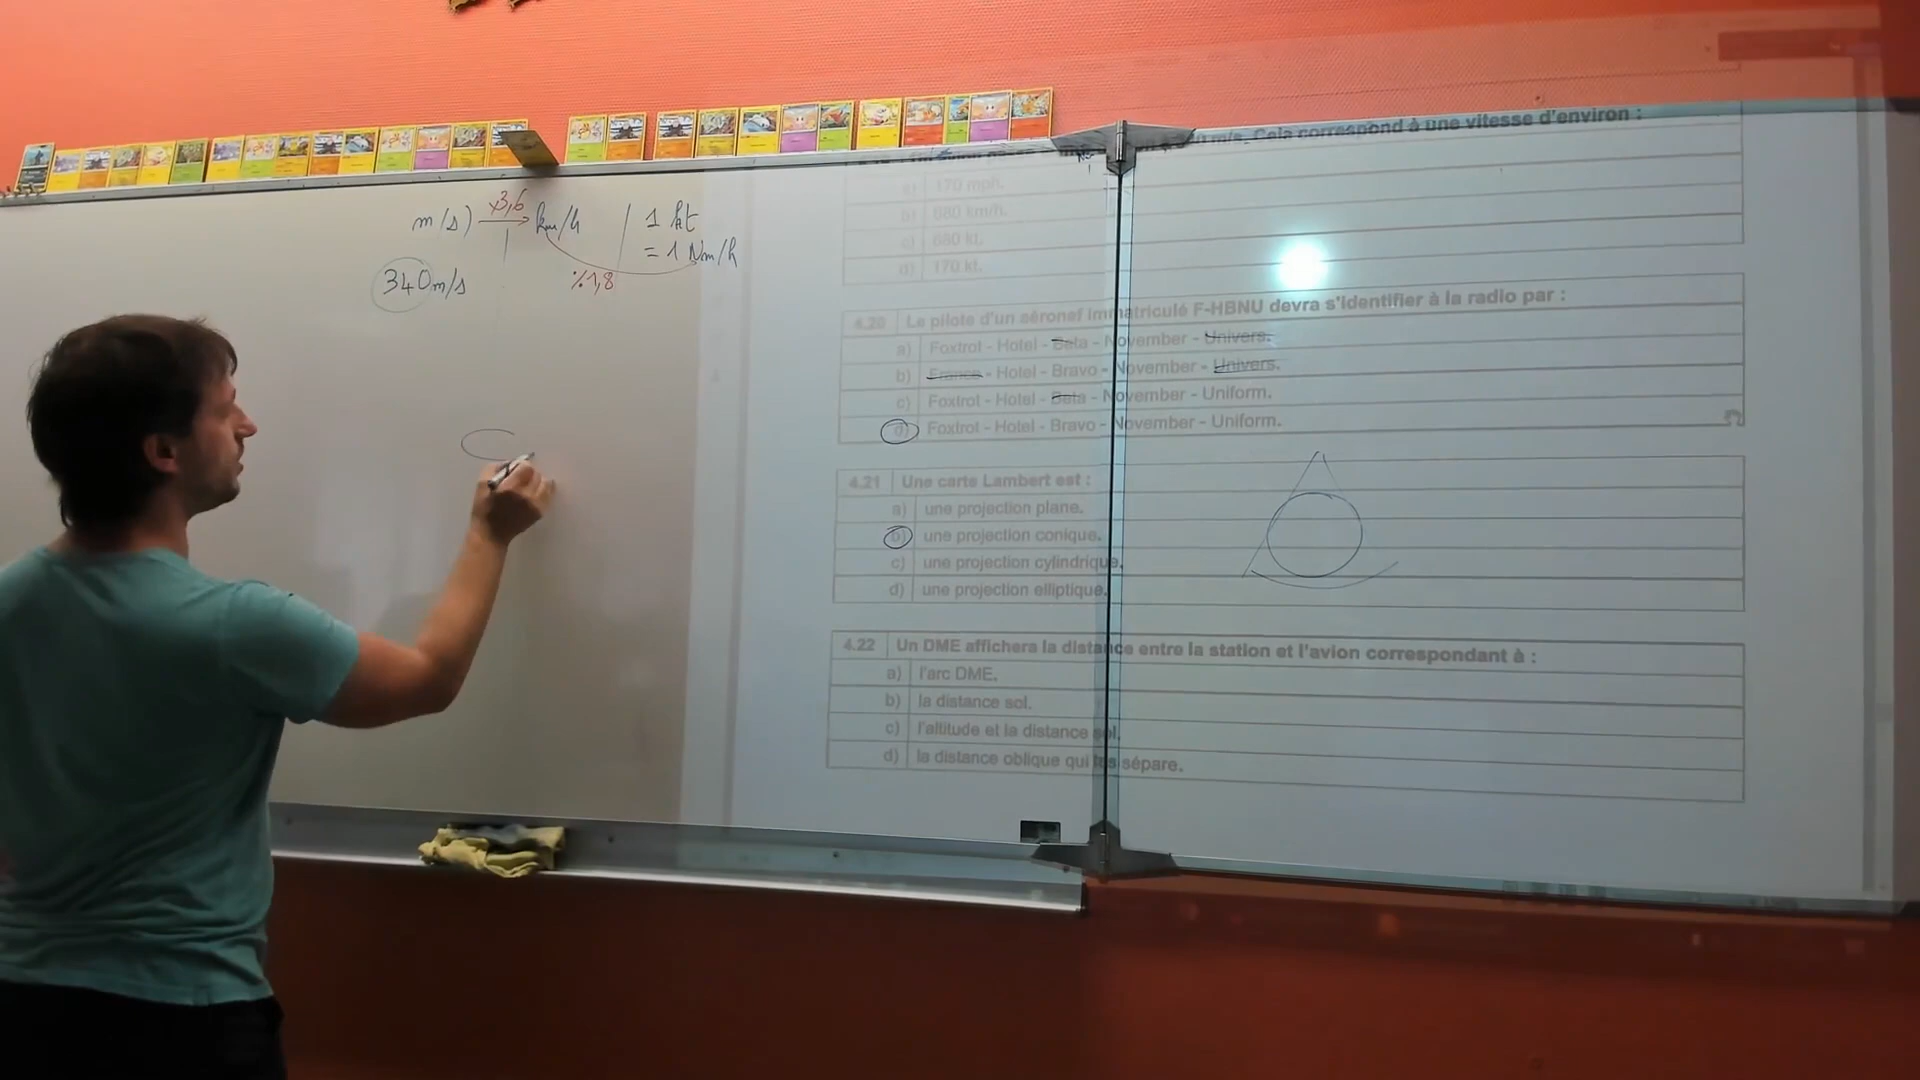 m/s) x3,6 km/h
1 kt
= 1 Nm/h
340 m/s
% 1,8
m/s. Cela correspond à une vitesse d'environ :
a) 170 mph.
b) 680 km/h.
c) 680 kt.
d) 170 kt.
4.20 Le pilote d'un aéronef immatriculé F-HBNU devra s'identifier à la radio par :
a) Foxtrot - Hotel - Beta - November - Univers.
b) France - Hotel - Bravo - November - Univers.
c) Foxtrot - Hotel - Beta - November - Uniform.
d) Foxtrot - Hotel - Bravo - November - Uniform.
4.21 Une carte Lambert est :
a) une projection plane.
b) une projection conique.
c) une projection cylindrique.
d) une projection elliptique.
4.22 Un DME affichera la distance entre la station et l'avion correspondant à :
a) l'arc DME.
b) la distance sol.
c) l'altitude et la distance sol.
d) la distance oblique qui les sépare.